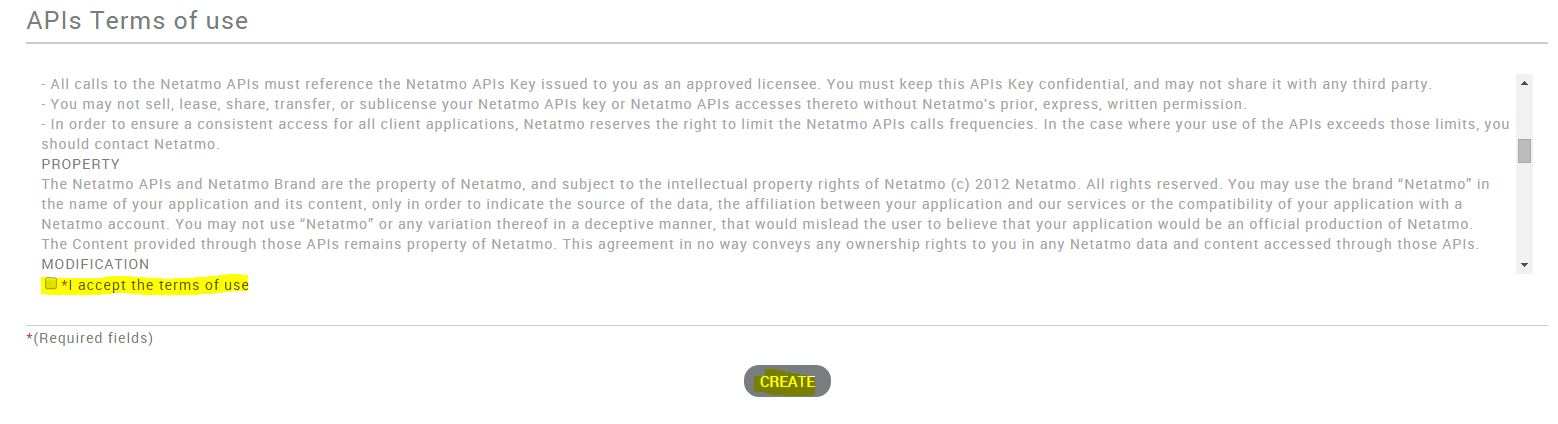 APIs Terms of use
- All calls to the Netatmo APIs must reference the Netatmo APIs Key issued to you as an approved licensee. You must keep this APIs Key confidential, and may not share it with any third party.
- You may not sell, lease, share, transfer, or sublicense your Netatmo APIs key or Netatmo APIs accesses thereto without Netatmo's prior, express, written permission.
- In order to ensure a consistent access for all client applications, Netatmo reserves the right to limit the Netatmo APIs calls frequencies. In the case where your use of the APIs exceeds those limits, you
should contact Netatmo.
PROPERTY
The Netatmo APIs and Netatmo Brand are the property of Netatmo, and subject to the intellectual property rights of Netatmo (c) 2012 Netatmo. All rights reserved. You may use the brand “Netatmo” in
the name of your application and its content, only in order to indicate the source of the data, the affiliation between your application and our services or the compatibility of your application with a
Netatmo account. You may not use “Netatmo” or any variation thereof in a deceptive manner, that would mislead the user to believe that your application would be an official production of Netatmo.
The Content provided through those APIs remains property of Netatmo. This agreement in no way conveys any ownership rights to you in any Netatmo data and content accessed through those APIs.
MODIFICATION
*I accept the terms of use
*(Required fields)
CREATE